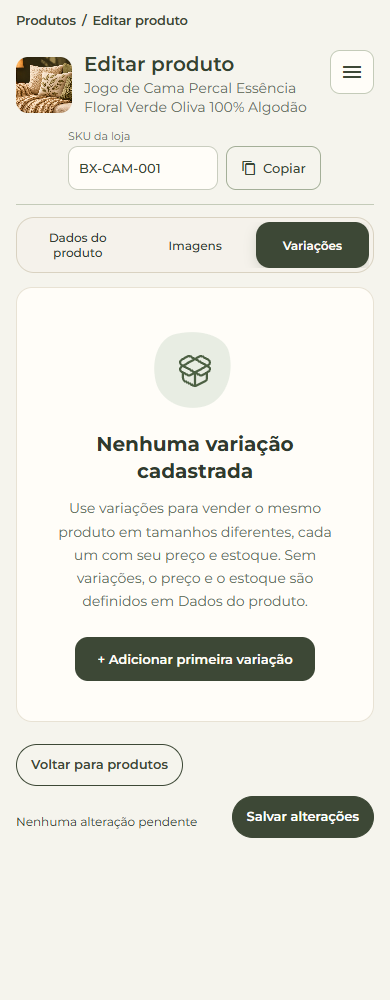 Produtos / Editar produto
Editar produto
Jogo de Cama Percal Essência
Floral Verde Oliva 100% Algodão
SKU da loja
BX-CAM-001
Copiar
Dados do
produto
Imagens
Variações
Nenhuma variação
cadastrada
Use variações para vender o mesmo
produto em tamanhos diferentes, cada
um com seu preço e estoque. Sem
variações, o preço e o estoque são
definidos em Dados do produto.
+ Adicionar primeira variação
Voltar para produtos
Nenhuma alteração pendente
Salvar alterações